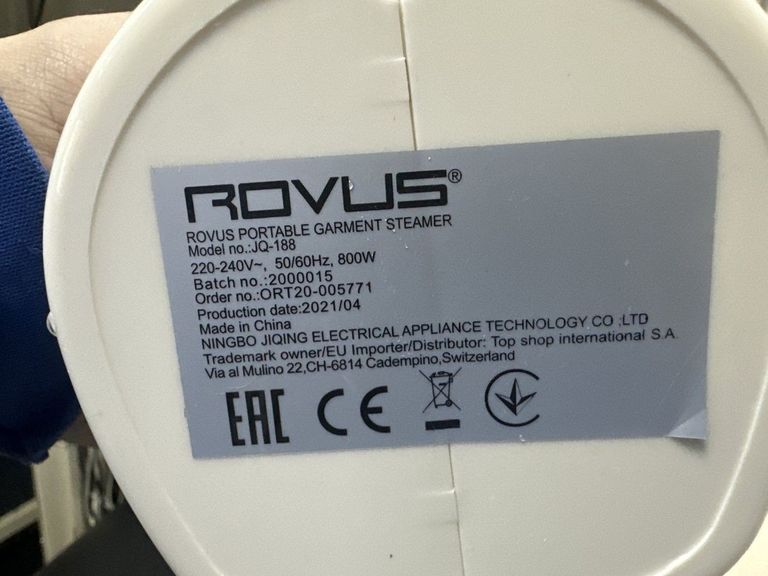 ROVUS®
ROVUS PORTABLE GARMENT STEAMER
Model no.:JQ-188
220-240V~, 50/60Hz, 800W
Batch no.:2000015
Order no.:ORT20-005771
Production date:2021/04
Made in China
NINGBO JIQING ELECTRICAL APPLIANCE TECHNOLOGY CO ,LTD
Trademark owner/EU Importer/Distributor: Top shop international S.A.
Via al Mulino 22,CH-6814 Cadempino,Switzerland
EAC CE